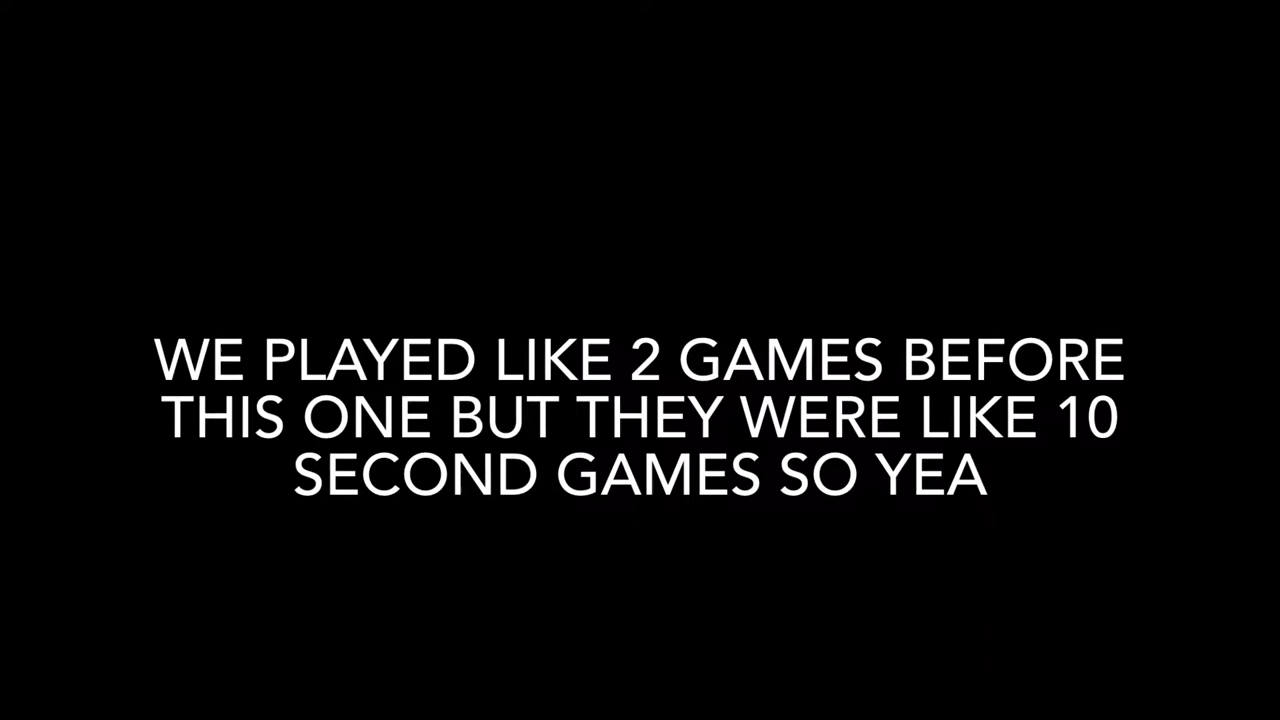 WE PLAYED LIKE 2 GAMES BEFORE
THIS ONE BUT THEY WERE LIKE 10
SECOND GAMES SO YEA